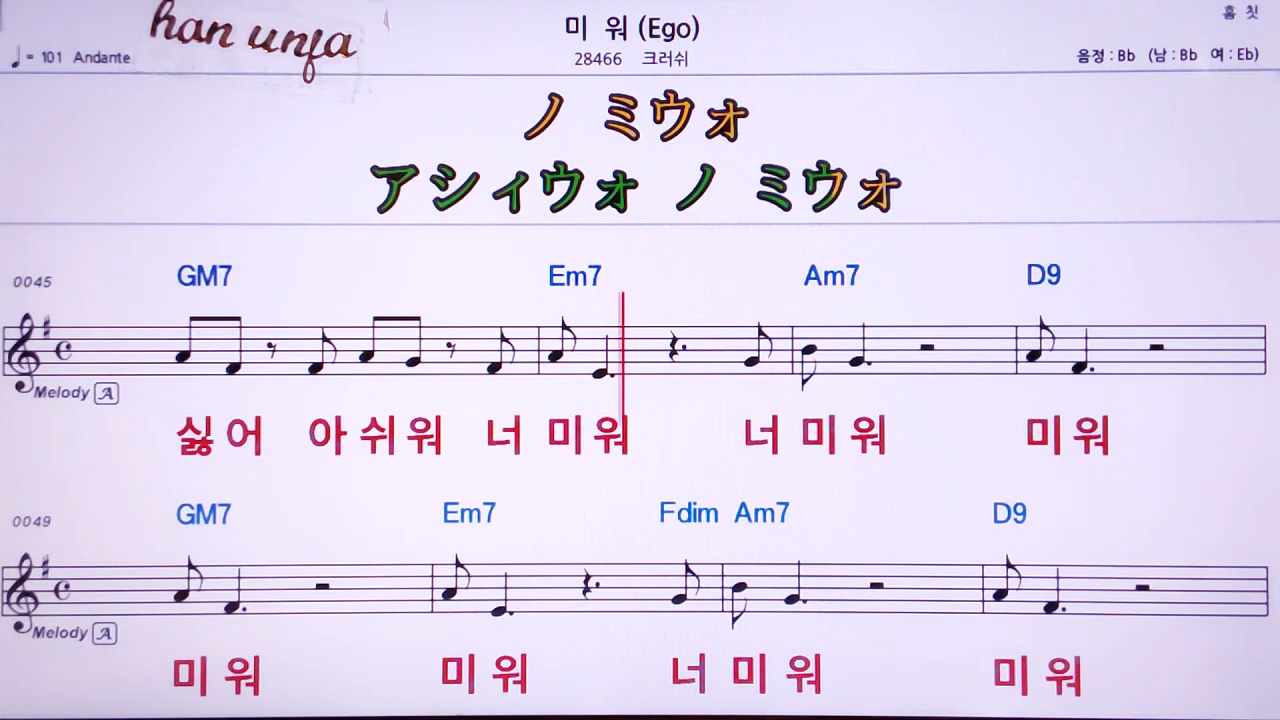 han unja
미 워 (Ego)
홈 칫
♩= 101 Andante
28466 크러쉬
음정 : Bb (남 : Bb 여 : Eb)
ノ ミウォ
アシィウォ ノ ミウォ
0045 GM7 Em7 Am7 D9
Melody A
싫어 아쉬워 너 미워 너 미워 미워
0049 GM7 Em7 Fdim Am7 D9
Melody A
미워 미워 너 미워 미워